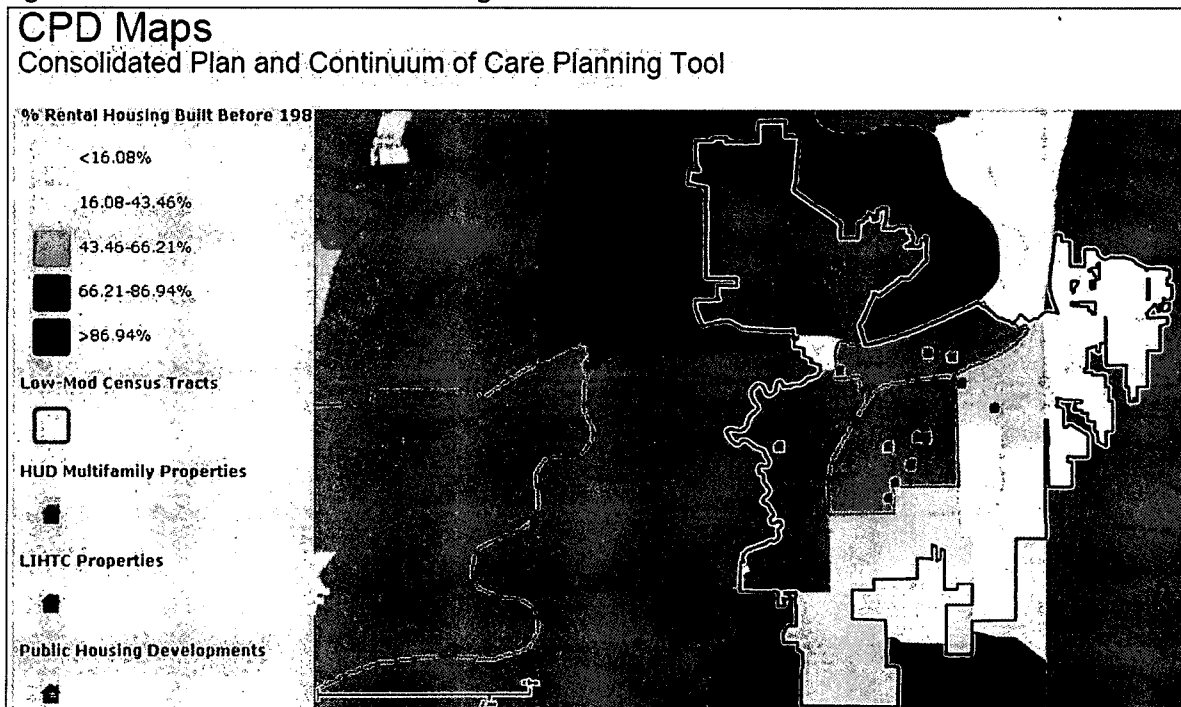 CPD Maps
Consolidated Plan and Continuum of Care Planning Tool
% Rental Housing Built Before 198
<16.08%
16.08-43.46%
43.46-66.21%
66.21-86.94%
>86.94%
Low-Mod Census Tracts
HUD Multifamily Properties
LIHTC Properties
Public Housing Developments